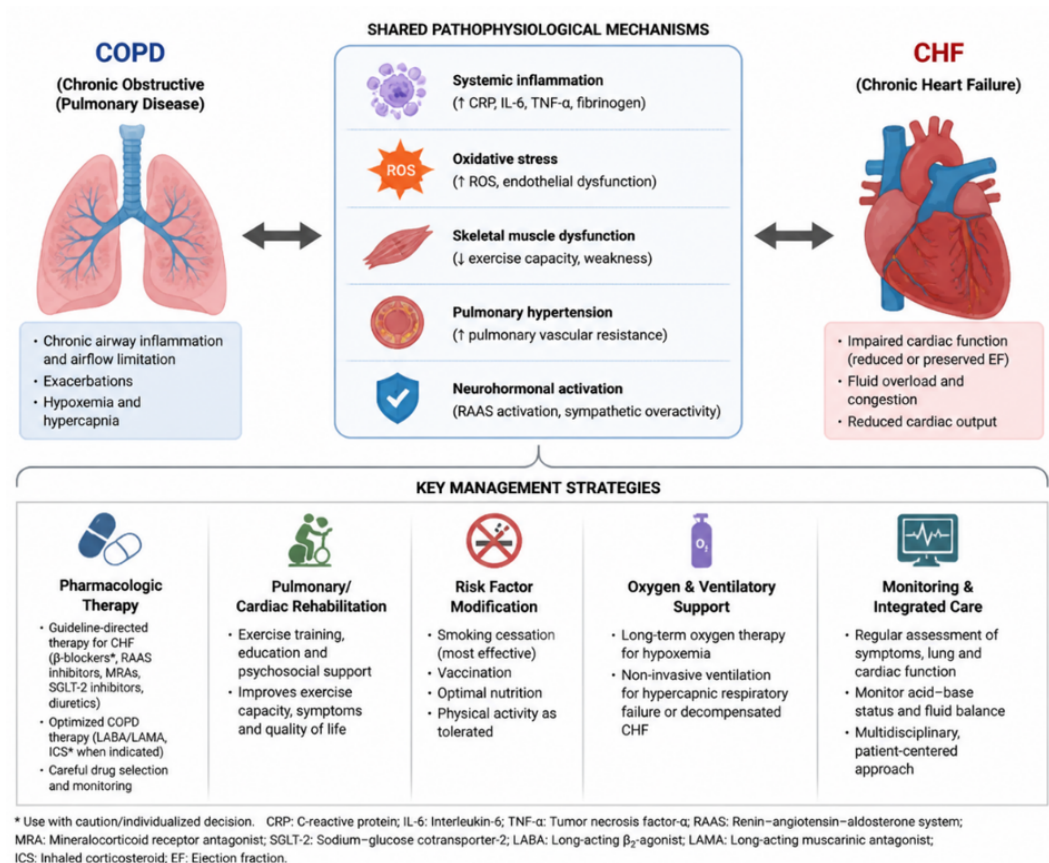 SHARED PATHOPHYSIOLOGICAL MECHANISMS
COPD
(Chronic Obstructive
(Pulmonary Disease)
Systemic inflammation
(↑ CRP, IL-6, TNF-α, fibrinogen)
ROS
Oxidative stress
(↑ ROS, endothelial dysfunction)
Skeletal muscle dysfunction
(↓ exercise capacity, weakness)
Pulmonary hypertension
(↑ pulmonary vascular resistance)
Neurohormonal activation
(RAAS activation, sympathetic overactivity)
CHF
(Chronic Heart Failure)
• Chronic airway inflammation
and airflow limitation
• Exacerbations
• Hypoxemia and
hypercapnia
• Impaired cardiac function
(reduced or preserved EF)
• Fluid overload and
congestion
• Reduced cardiac output
KEY MANAGEMENT STRATEGIES
Pharmacologic
Therapy
• Guideline-directed
therapy for CHF
(β-blockers*, RAAS
inhibitors, MRAs,
SGLT-2 inhibitors,
diuretics)
• Optimized COPD
therapy (LABA/LAMA,
ICS* when indicated)
• Careful drug selection
and monitoring
Pulmonary/
Cardiac Rehabilitation
• Exercise training,
education and
psychosocial support
• Improves exercise
capacity, symptoms
and quality of life
Risk Factor
Modification
• Smoking cessation
(most effective)
• Vaccination
• Optimal nutrition
• Physical activity as
tolerated
O₂
Oxygen & Ventilatory
Support
• Long-term oxygen therapy
for hypoxemia
• Non-invasive ventilation
for hypercapnic respiratory
failure or decompensated
CHF
Monitoring &
Integrated Care
• Regular assessment of
symptoms, lung and
cardiac function
• Monitor acid–base
status and fluid balance
• Multidisciplinary,
patient-centered
approach
* Use with caution/individualized decision. CRP: C-reactive protein; IL-6: Interleukin-6; TNF-α: Tumor necrosis factor-α; RAAS: Renin–angiotensin–aldosterone system;
MRA: Mineralocorticoid receptor antagonist; SGLT-2: Sodium–glucose cotransporter-2; LABA: Long-acting β₂-agonist; LAMA: Long-acting muscarinic antagonist;
ICS: Inhaled corticosteroid; EF: Ejection fraction.